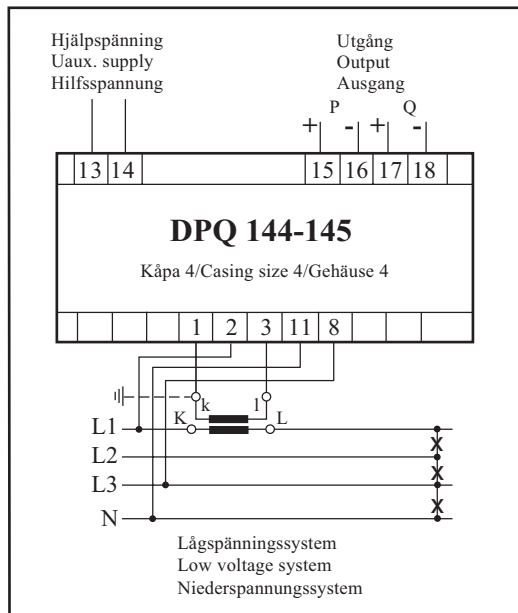 Hjälpspänning
Uaux. supply
Hilfsspannung
Utgång
Output
Ausgang
P Q
+ - + -
13 14 15 16 17 18
DPQ 144-145
Kåpa 4/Casing size 4/Gehäuse 4
1 2 3 11 8
k l
K L
L1
L2
L3
N
X
X
X
Lågspänningssystem
Low voltage system
Niederspannungssystem